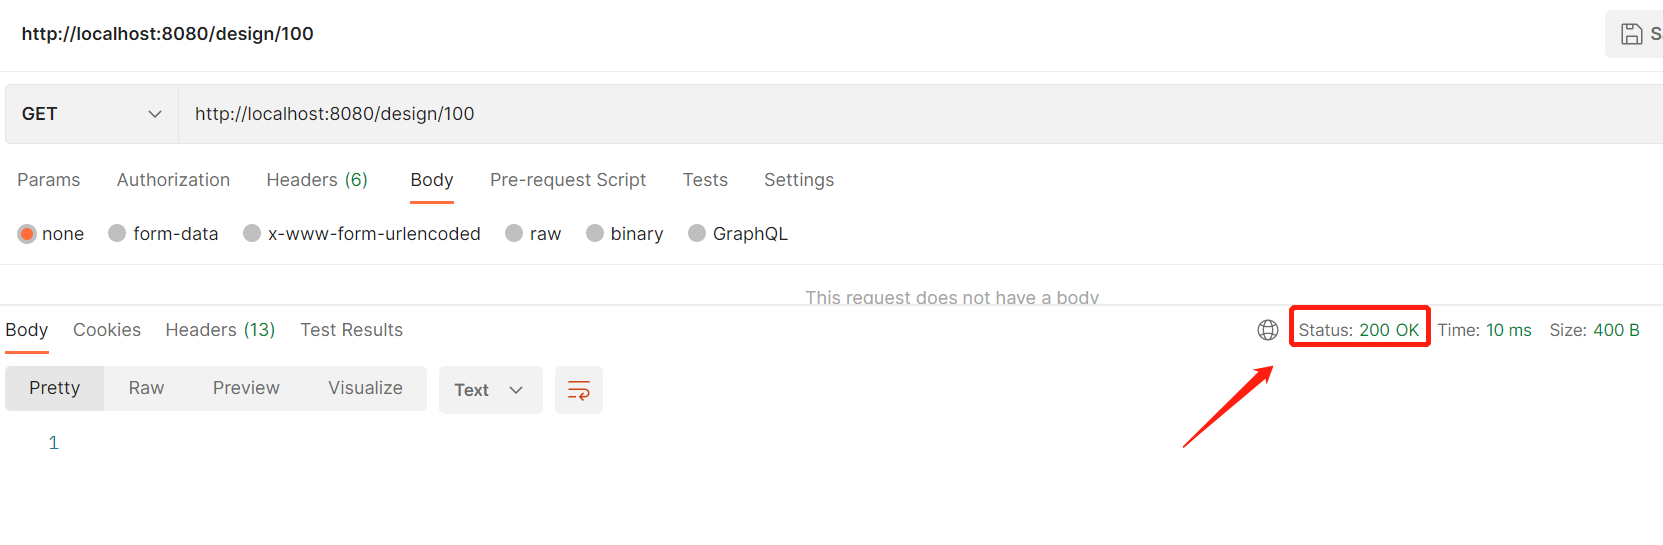 http://localhost:8080/design/100
GET http://localhost:8080/design/100
Params Authorization Headers (6) Body Pre-request Script Tests Settings
none form-data x-www-form-urlencoded raw binary GraphQL
This request does not have a body
Body Cookies Headers (13) Test Results Status: 200 OK Time: 10 ms Size: 400 B
Pretty Raw Preview Visualize Text
1